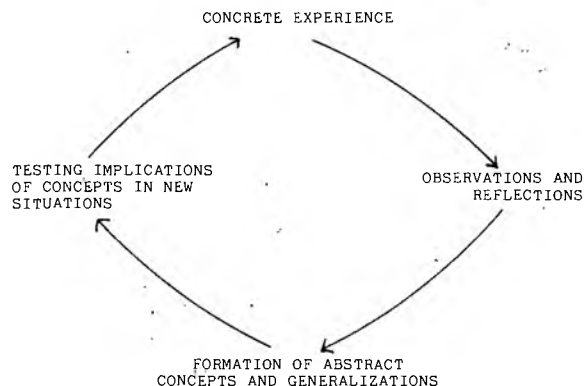 CONCRETE EXPERIENCE
OBSERVATIONS AND
REFLECTIONS
FORMATION OF ABSTRACT
CONCEPTS AND GENERALIZATIONS
TESTING IMPLICATIONS
OF CONCEPTS IN NEW
SITUATIONS